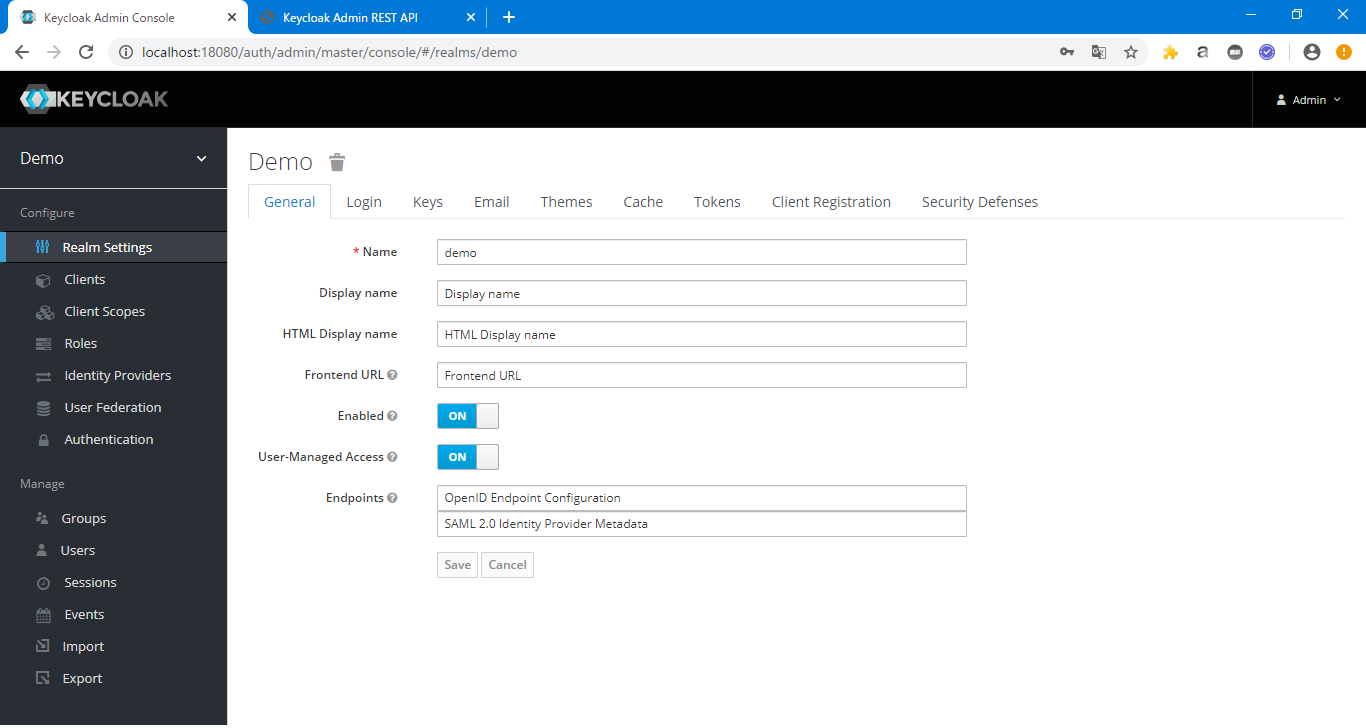 Keycloak Admin Console
Keycloak Admin REST API
localhost:18080/auth/admin/master/console/#/realms/demo
KEYCLOAK
Admin
Demo
Configure
Realm Settings
Clients
Client Scopes
Roles
Identity Providers
User Federation
Authentication
Manage
Groups
Users
Sessions
Events
Import
Export
Demo
General Login Keys Email Themes Cache Tokens Client Registration Security Defenses
* Name demo
Display name Display name
HTML Display name HTML Display name
Frontend URL Frontend URL
Enabled ON
User-Managed Access ON
Endpoints OpenID Endpoint Configuration
SAML 2.0 Identity Provider Metadata
Save Cancel